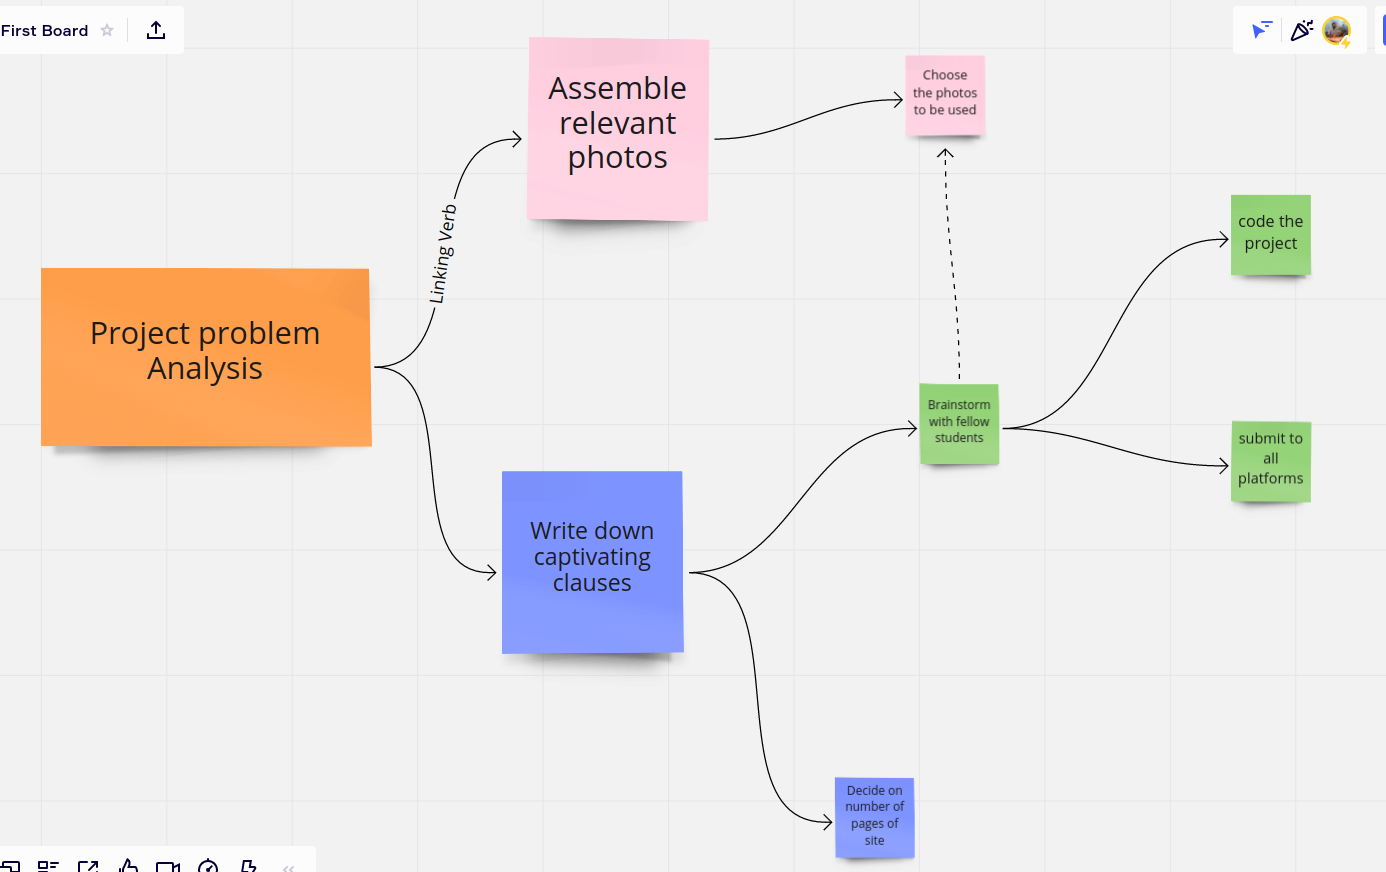 First Board
Assemble
relevant
photos
Choose
the photos
to be used
Linking Verb
code the
project
Project problem
Analysis
Brainstorm
with fellow
students
submit to
all
platforms
Write down
captivating
clauses
Decide on
number of
pages of
site